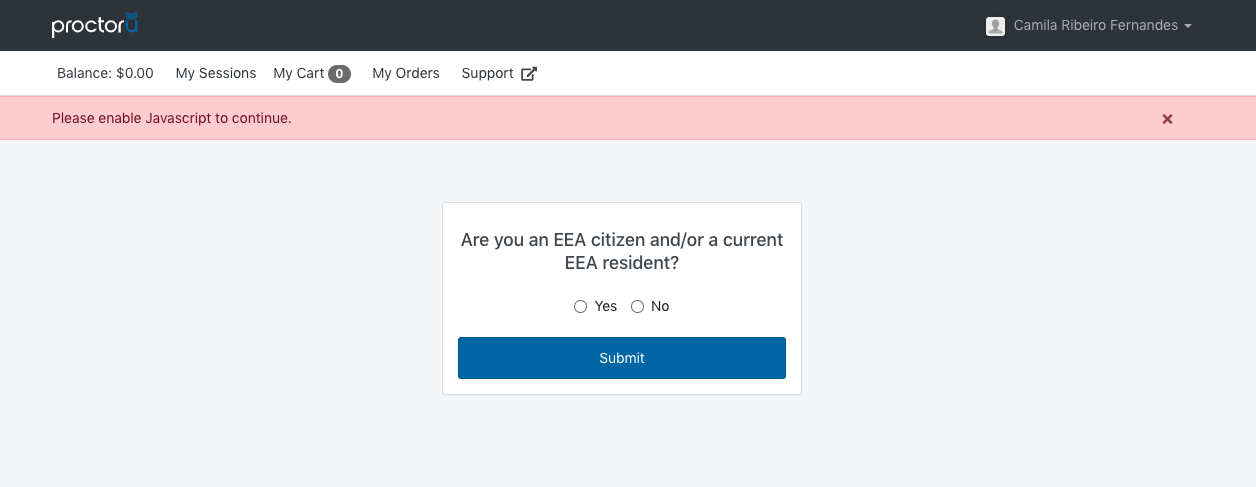 proctorU
Camila Ribeiro Fernandes
Balance: $0.00 My Sessions My Cart 0 My Orders Support
Please enable Javascript to continue.
Are you an EEA citizen and/or a current
EEA resident?
Yes No
Submit